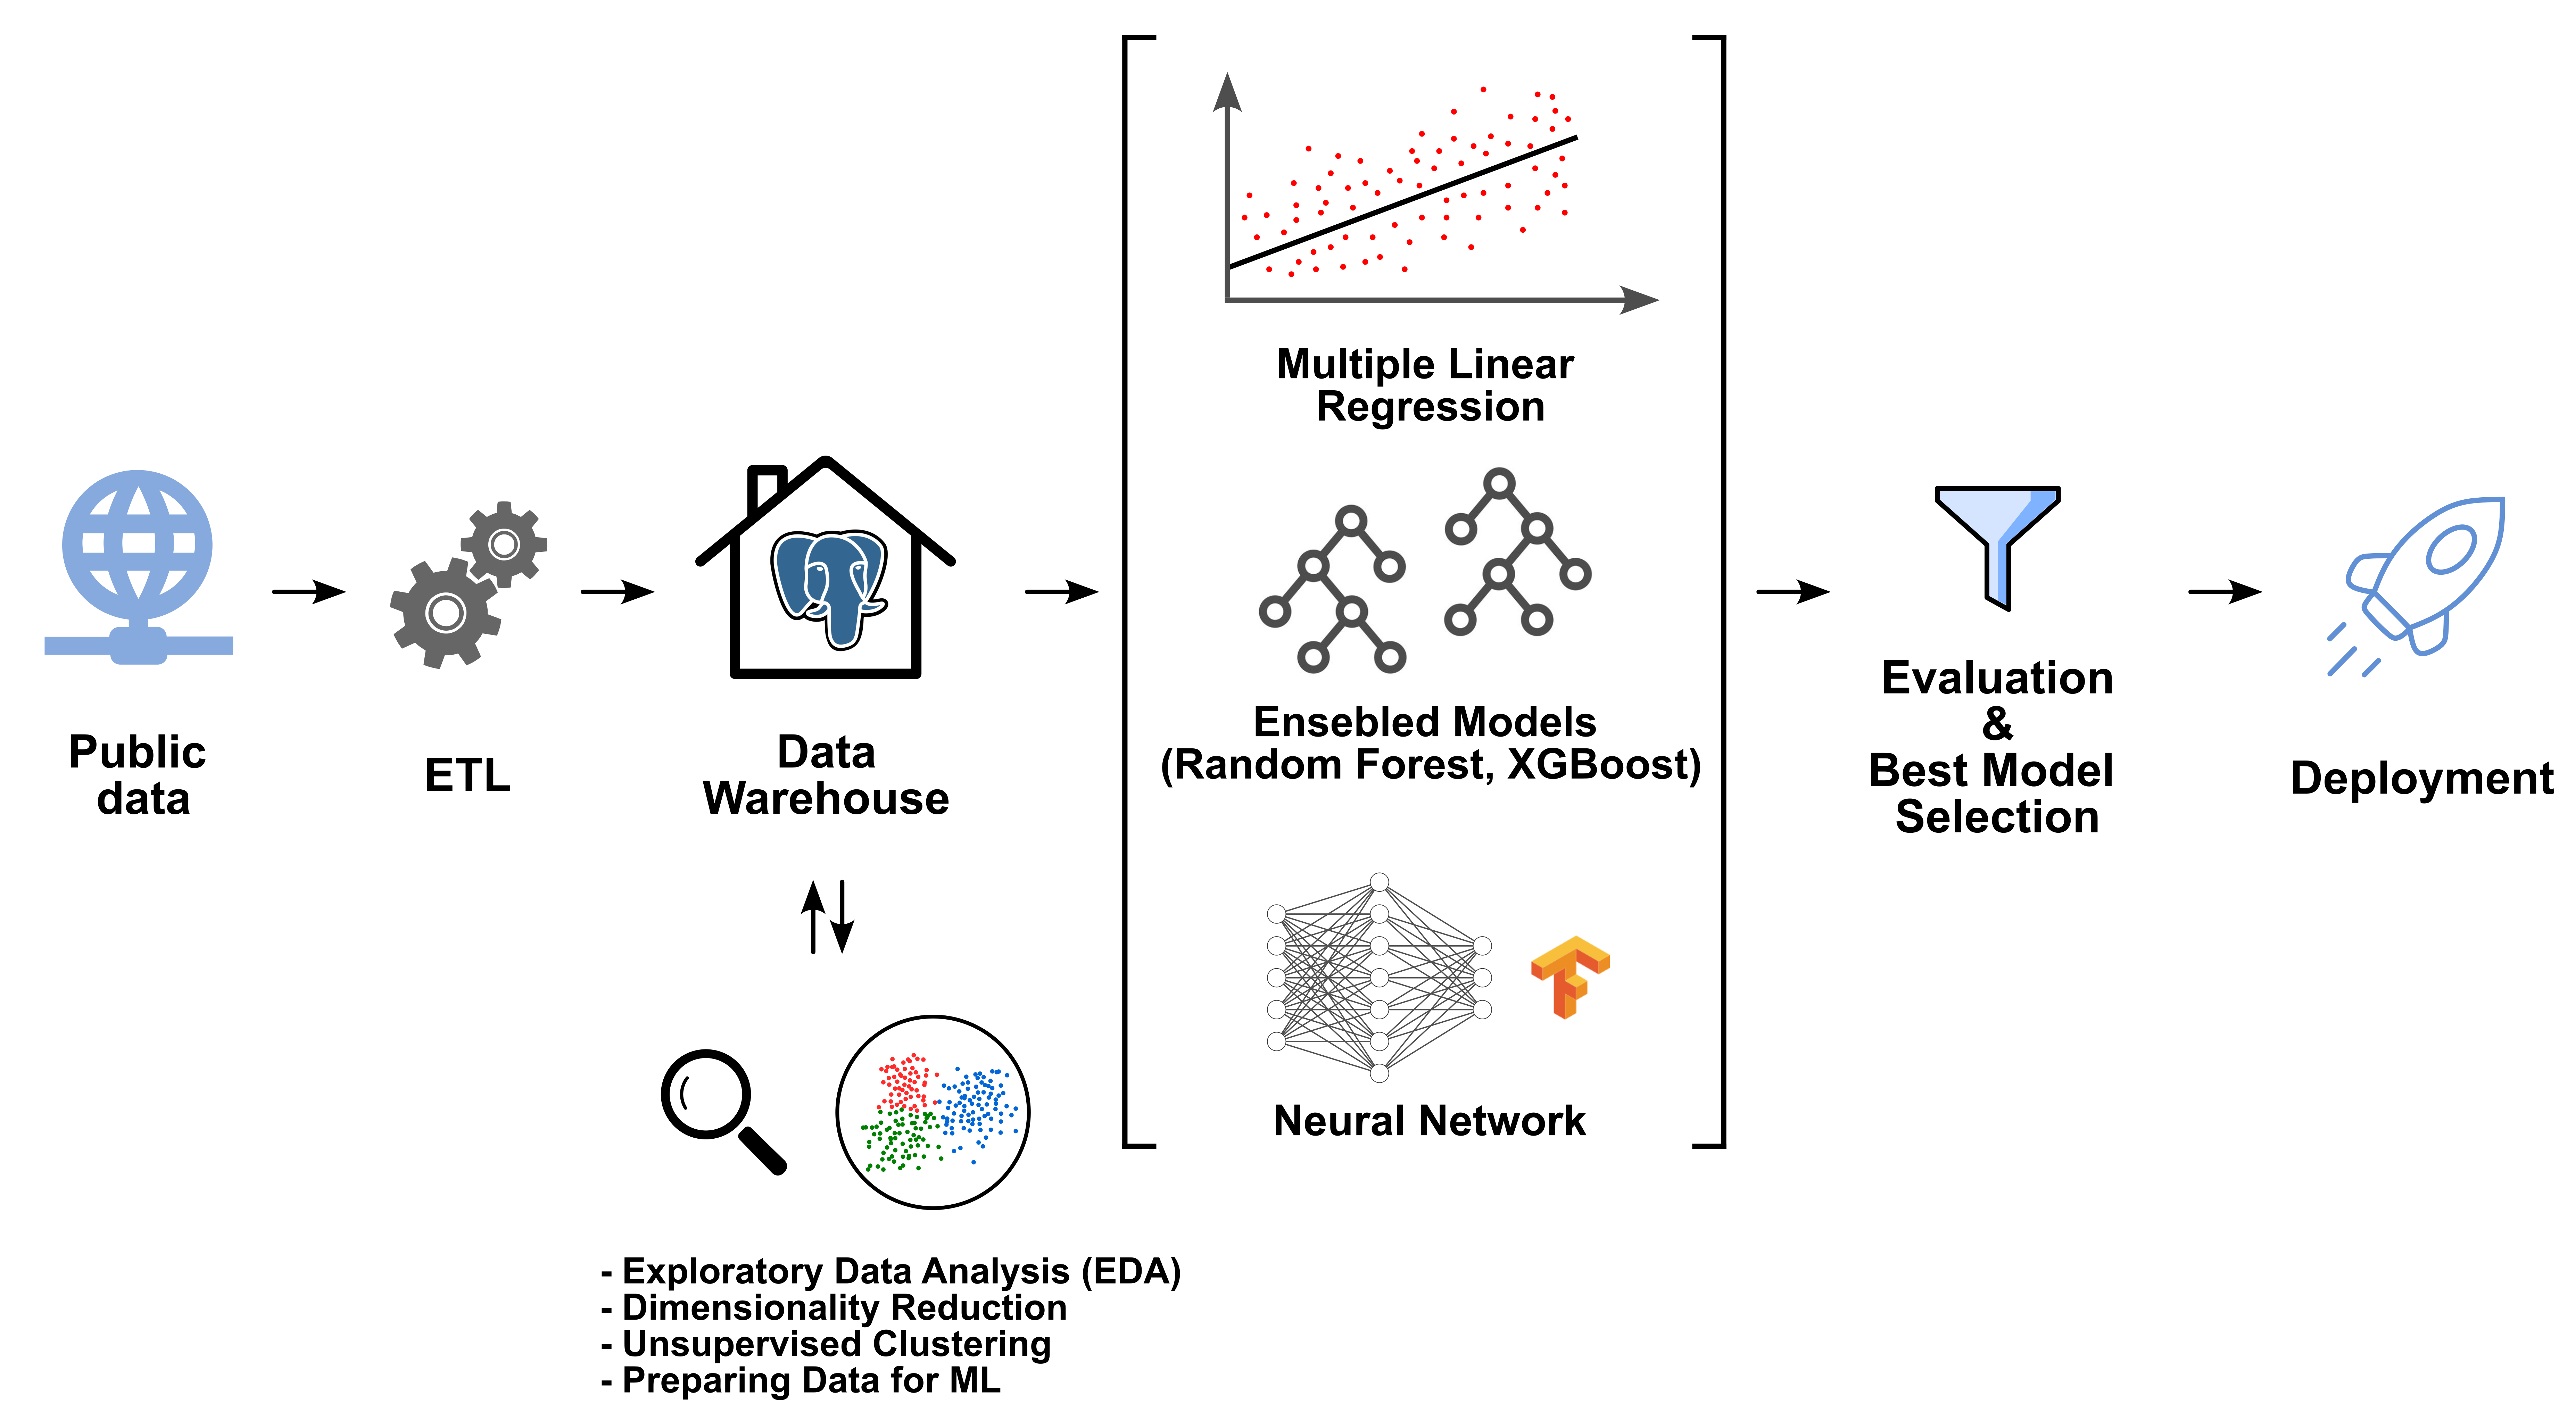 Public
data
ETL
Data
Warehouse
- Exploratory Data Analysis (EDA)
- Dimensionality Reduction
- Unsupervised Clustering
- Preparing Data for ML
Multiple Linear
Regression
Ensebled Models
(Random Forest, XGBoost)
Neural Network
Evaluation
&
Best Model
Selection
Deployment